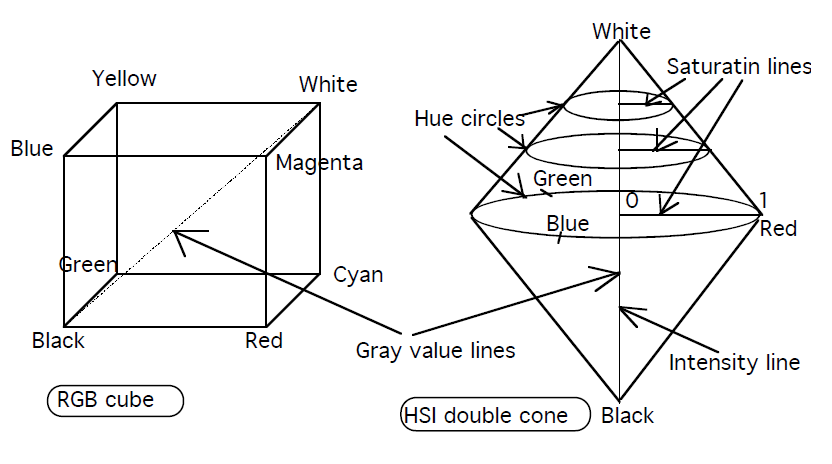 White
Yellow
White
Saturatin lines
Hue circles
Blue
Magenta
Green
0
1
Blue
Red
Green
Cyan
Black
Red
Gray value lines
Intensity line
RGB cube
HSI double cone
Black